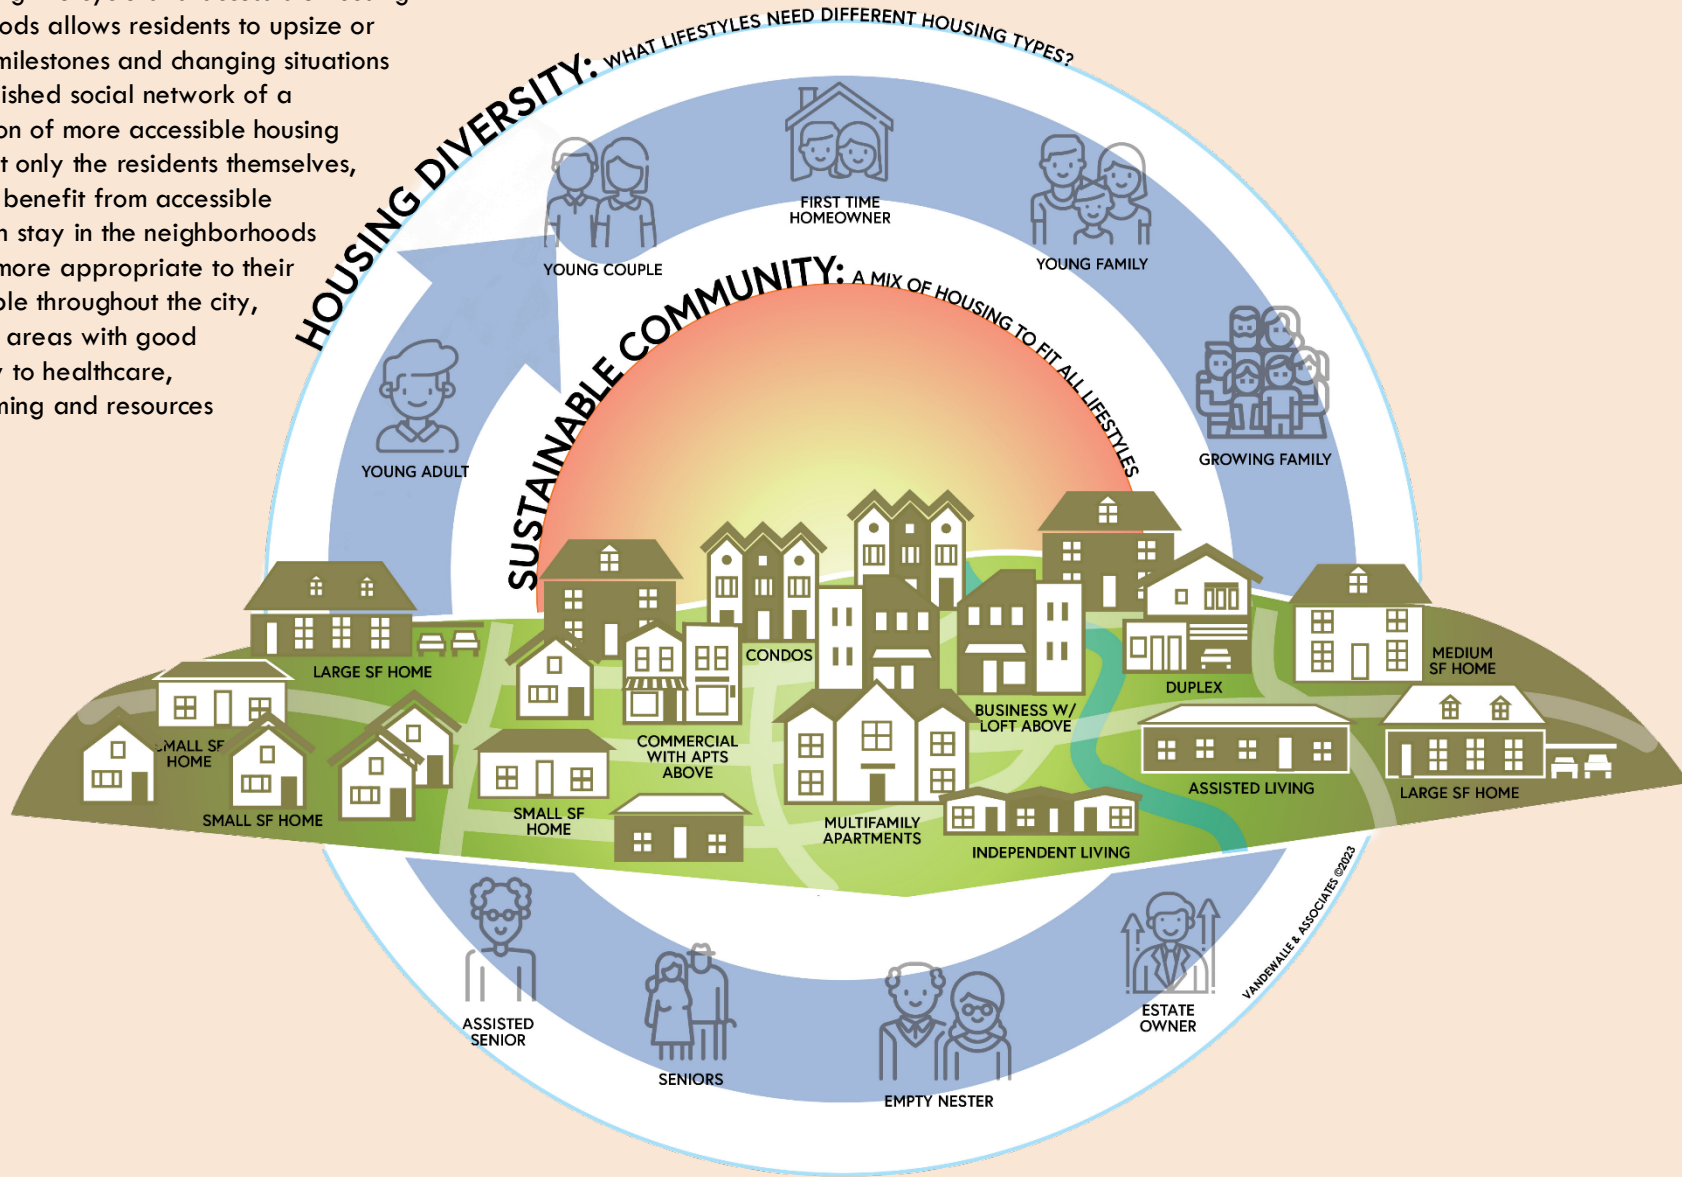 ods allows residents to upsize or
milestones and changing situations
ished social network of a
on of more accessible housing
t only the residents themselves,
benefit from accessible
n stay in the neighborhoods
more appropriate to their
ble throughout the city,
areas with good
y to healthcare,
ning and resources
HOUSING DIVERSITY: WHAT LIFESTYLES NEED DIFFERENT HOUSING TYPES?
FIRST TIME
HOMEOWNER
YOUNG COUPLE
YOUNG FAMILY
SUSTAINABLE COMMUNITY: A MIX OF HOUSING TO FIT ALL LIFESTYLES
YOUNG ADULT
GROWING FAMILY
LARGE SF HOME
CONDOS
MEDIUM
SF HOME
DUPLEX
BUSINESS W/
LOFT ABOVE
SMALL SF
HOME
COMMERCIAL
WITH APTS
ABOVE
ASSISTED LIVING
LARGE SF HOME
SMALL SF HOME
SMALL SF
HOME
MULTIFAMILY
APARTMENTS
INDEPENDENT LIVING
VANDEWALLE & ASSOCIATES ©2023
ASSISTED
SENIOR
SENIORS
EMPTY NESTER
ESTATE
OWNER